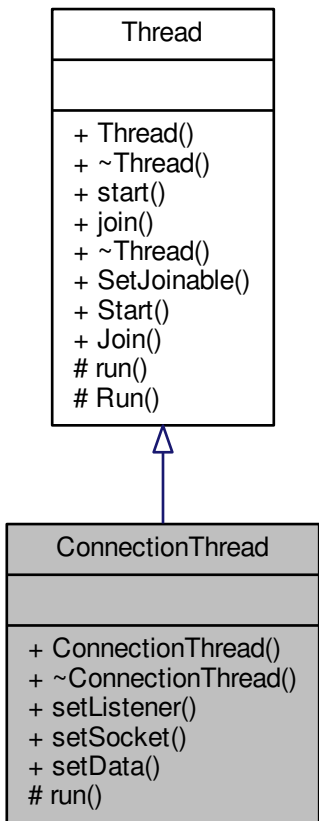 Thread
+ Thread()
+ ~Thread()
+ start()
+ join()
+ ~Thread()
+ SetJoinable()
+ Start()
+ Join()
# run()
# Run()
ConnectionThread
+ ConnectionThread()
+ ~ConnectionThread()
+ setListener()
+ setSocket()
+ setData()
# run()